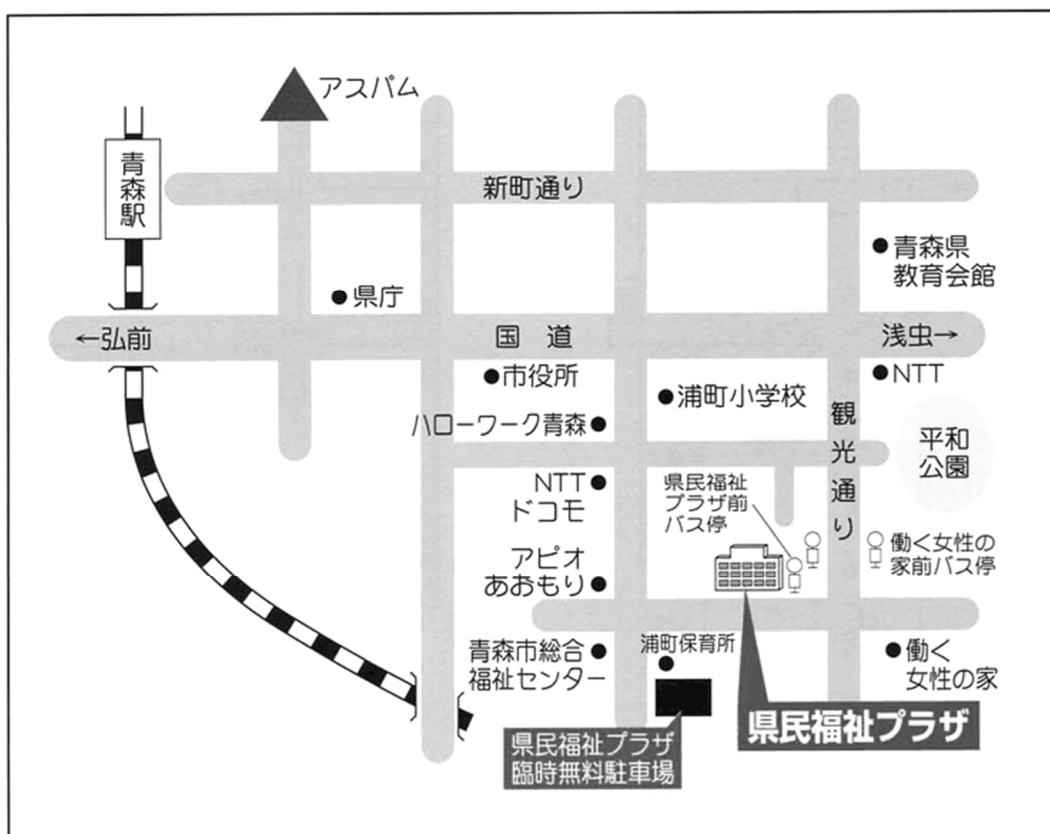 アスパム
青森駅
新町通り
青森県
教育会館
県庁
←弘前
国道
浅虫→
市役所
浦町小学校
NTT
ハローワーク青森
観光通り
平和
公園
NTT
ドコモ
県民福祉
プラザ前
バス停
働く女性の
家前バス停
アピオ
あおもり
青森市総合
福祉センター
浦町保育所
働く
女性の家
県民福祉プラザ
県民福祉プラザ
臨時無料駐車場